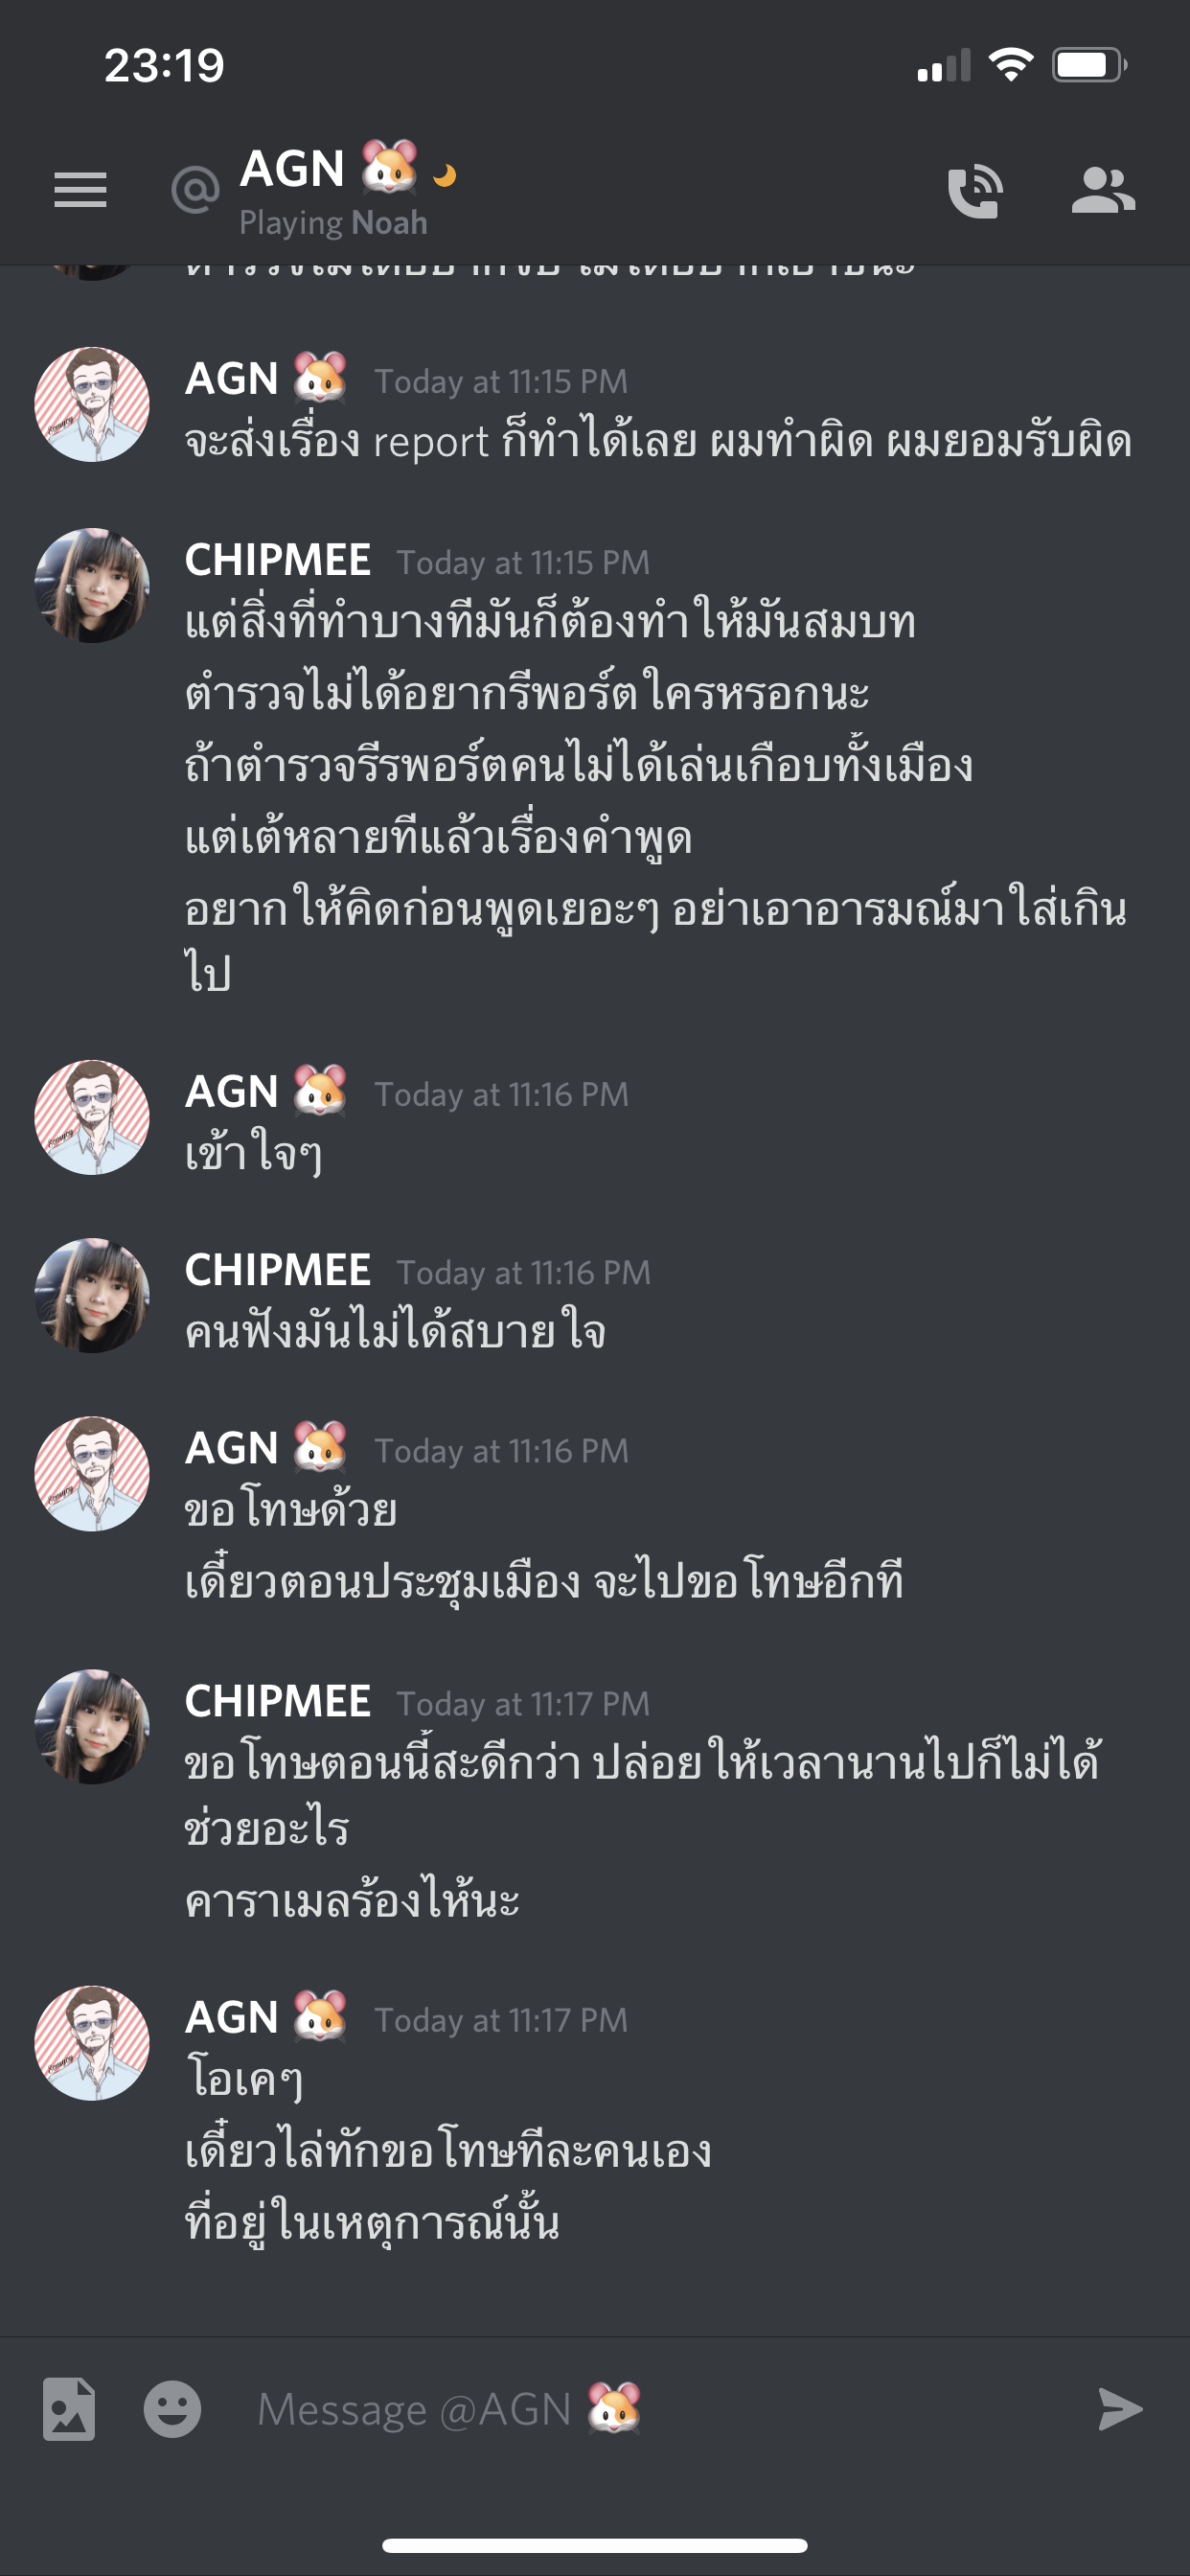 23:19
@ AGN 🐹
Playing Noah
AGN 🐹 Today at 11:15 PM
จะส่งเรื่อง report ก็ทำได้เลย ผมทำผิด ผมยอมรับผิด
CHIPMEE Today at 11:15 PM
แต่สิ่งที่ทำบางทีมันก็ต้องทำให้มันสมบท
ตำรวจไม่ได้อยากรีพอร์ตใครหรอกนะ
ถ้าตำรวจรีรพอร์ตคนไม่ได้เล่นเกือบทั้งเมือง
แต่เต้หลายทีแล้วเรื่องคำพูด
อยากให้คิดก่อนพูดเยอะๆ อย่าเอาอารมณ์มาใส่เกิน
ไป
AGN 🐹 Today at 11:16 PM
เข้าใจๆ
CHIPMEE Today at 11:16 PM
คนฟังมันไม่ได้สบายใจ
AGN 🐹 Today at 11:16 PM
ขอโทษด้วย
เดี๋ยวตอนประชุมเมือง จะไปขอโทษอีกที
CHIPMEE Today at 11:17 PM
ขอโทษตอนนี้สะดีกว่า ปล่อยให้เวลานานไปก็ไม่ได้
ช่วยอะไร
คาราเมลร้องไห้นะ
AGN 🐹 Today at 11:17 PM
โอเคๆ
เดี๋ยวไล่ทักขอโทษทีละคนเอง
ที่อยู่ในเหตุการณ์นั้น
Message @AGN 🐹